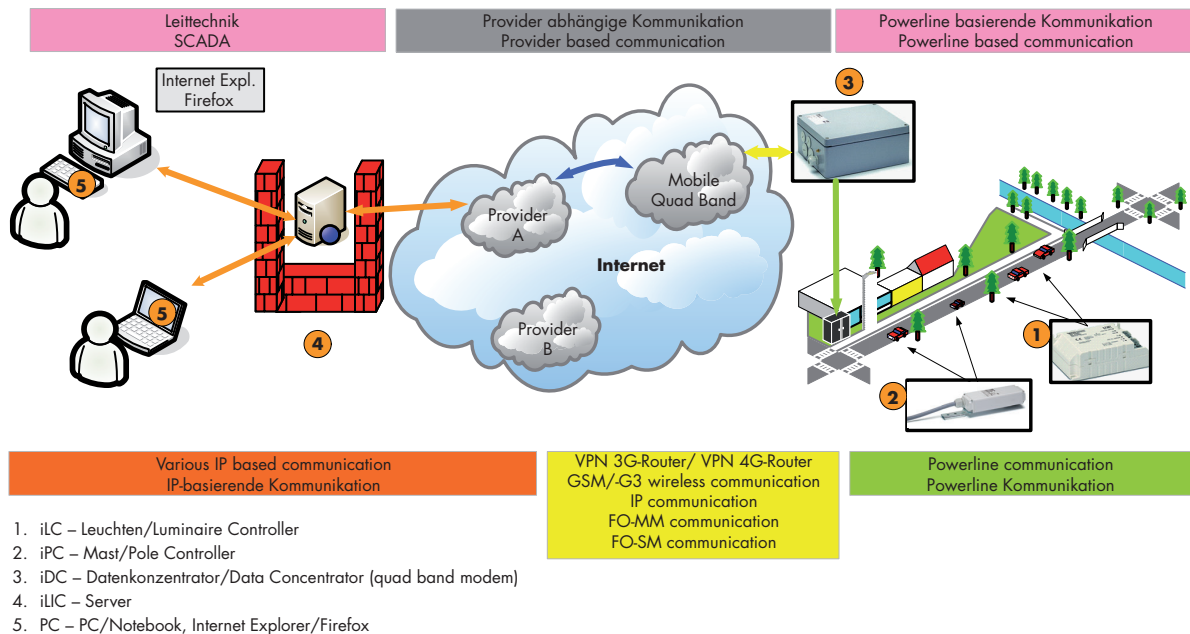 Leittechnik
SCADA
Provider abhängige Kommunikation
Provider based communication
Powerline basierende Kommunikation
Powerline based communication
Internet Expl.
Firefox
3
5
Provider
A
Mobile
Quad Band
Internet
5
4
Provider
B
1
2
Various IP based communication
IP-basierende Kommunikation
VPN 3G-Router/ VPN 4G-Router
GSM/-G3 wireless communication
IP communication
FO-MM communication
FO-SM communication
Powerline communication
Powerline Kommunikation
1. iLC – Leuchten/Luminaire Controller
2. iPC – Mast/Pole Controller
3. iDC – Datenkonzentrator/Data Concentrator (quad band modem)
4. iLIC – Server
5. PC – PC/Notebook, Internet Explorer/Firefox